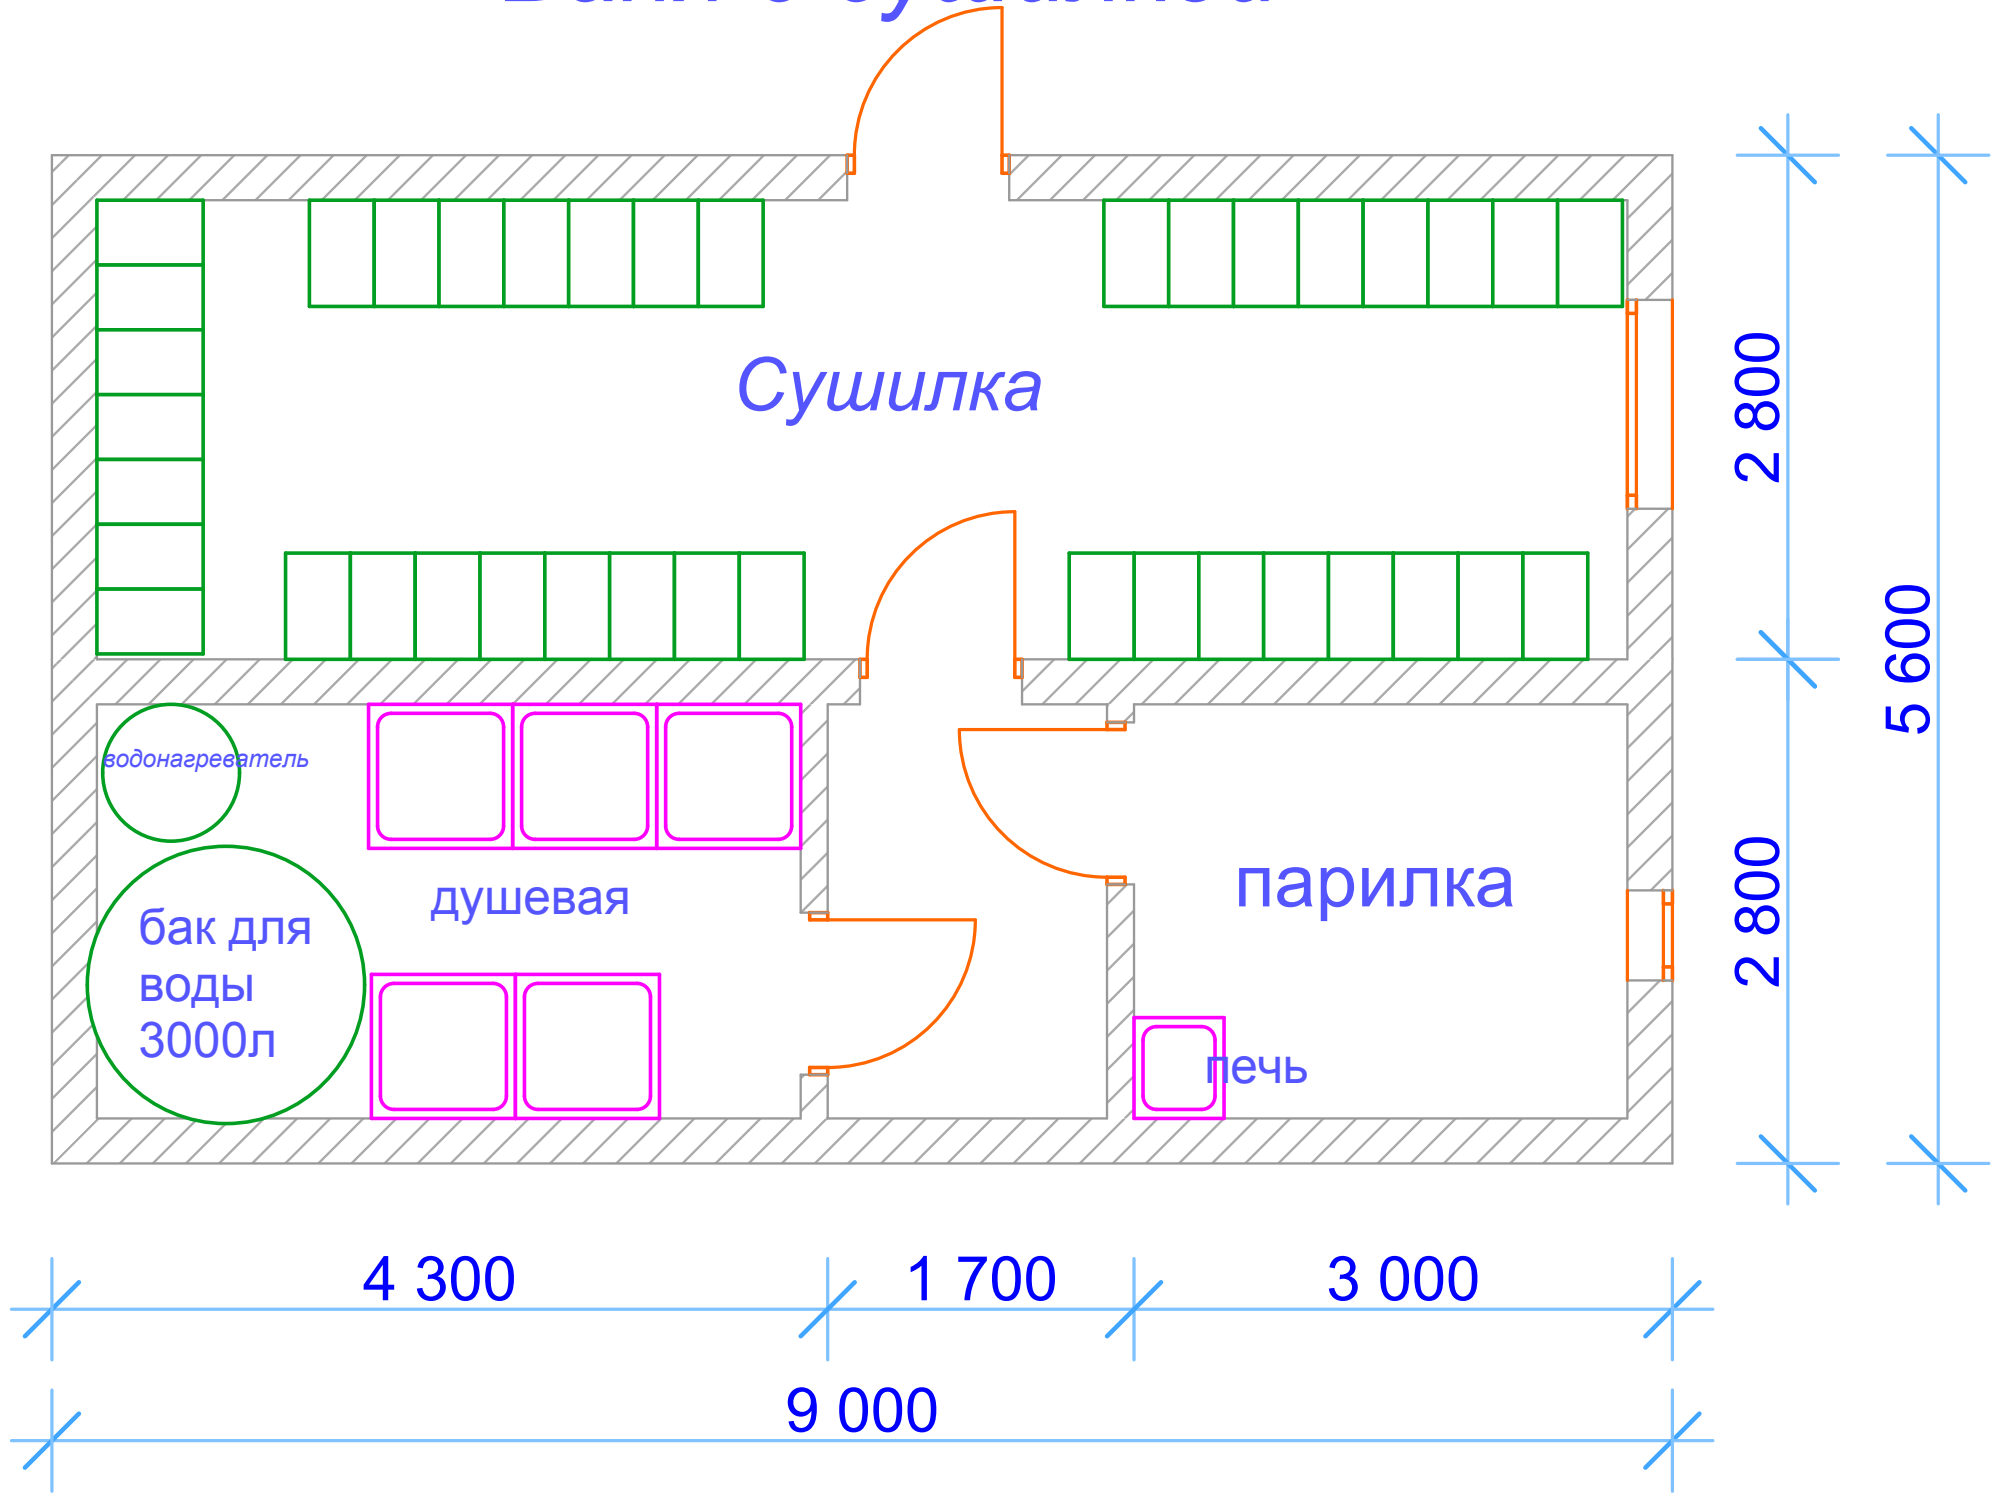 Сушилка
2 800
5 600
водонагреватель
душевая
парилка
2 800
бак для
воды
3000л
печь
4 300
1 700
3 000
9 000